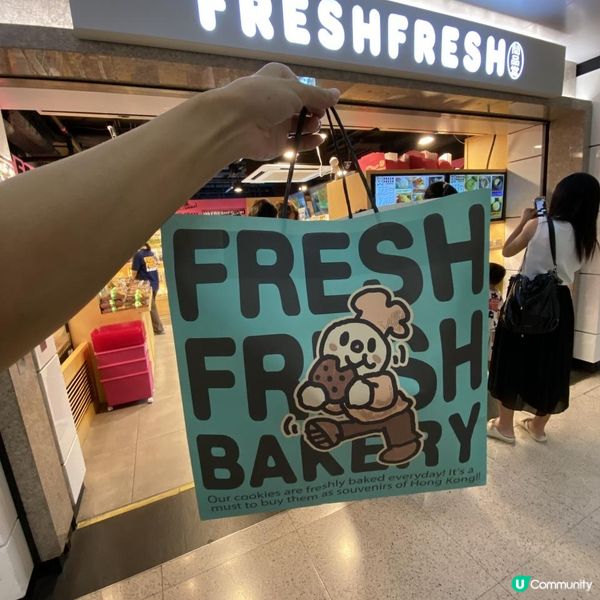 FRESHFRESH
FRESH
FRESH
BAKERY
Our cookies are freshly baked everyday! It's a
must to buy them as souvenirs of Hong Kong!!
U Community